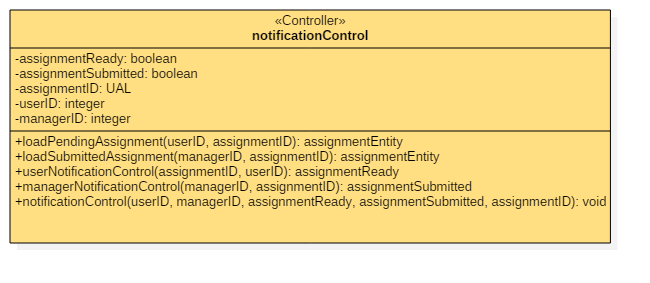 «Controller»
notificationControl
-assignmentReady: boolean
-assignmentSubmitted: boolean
-assignmentID: UAL
-userID: integer
-managerID: integer
+loadPendingAssignment(userID, assignmentID): assignmentEntity
+loadSubmittedAssignment(managerID, assignmentID): assignmentEntity
+userNotificationControl(assignmentID, userID): assignmentReady
+managerNotificationControl(managerID, assignmentID): assignmentSubmitted
+notificationControl(userID, managerID, assignmentReady, assignmentSubmitted, assignmentID): void